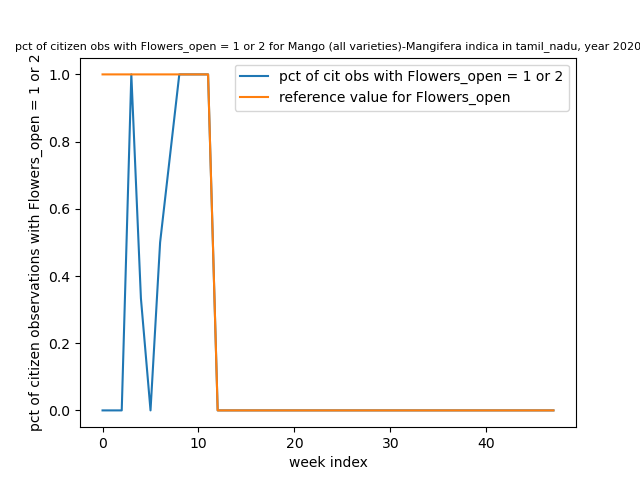 pct of citizen obs with Flowers_open = 1 or 2 for Mango (all varieties)-Mangifera indica in tamil_nadu, year 2020
pct of citizen observations with Flowers_open = 1 or 2
1.0
0.8
0.6
0.4
0.2
0.0
pct of cit obs with Flowers_open = 1 or 2
reference value for Flowers_open
0 10 20 30 40
week index